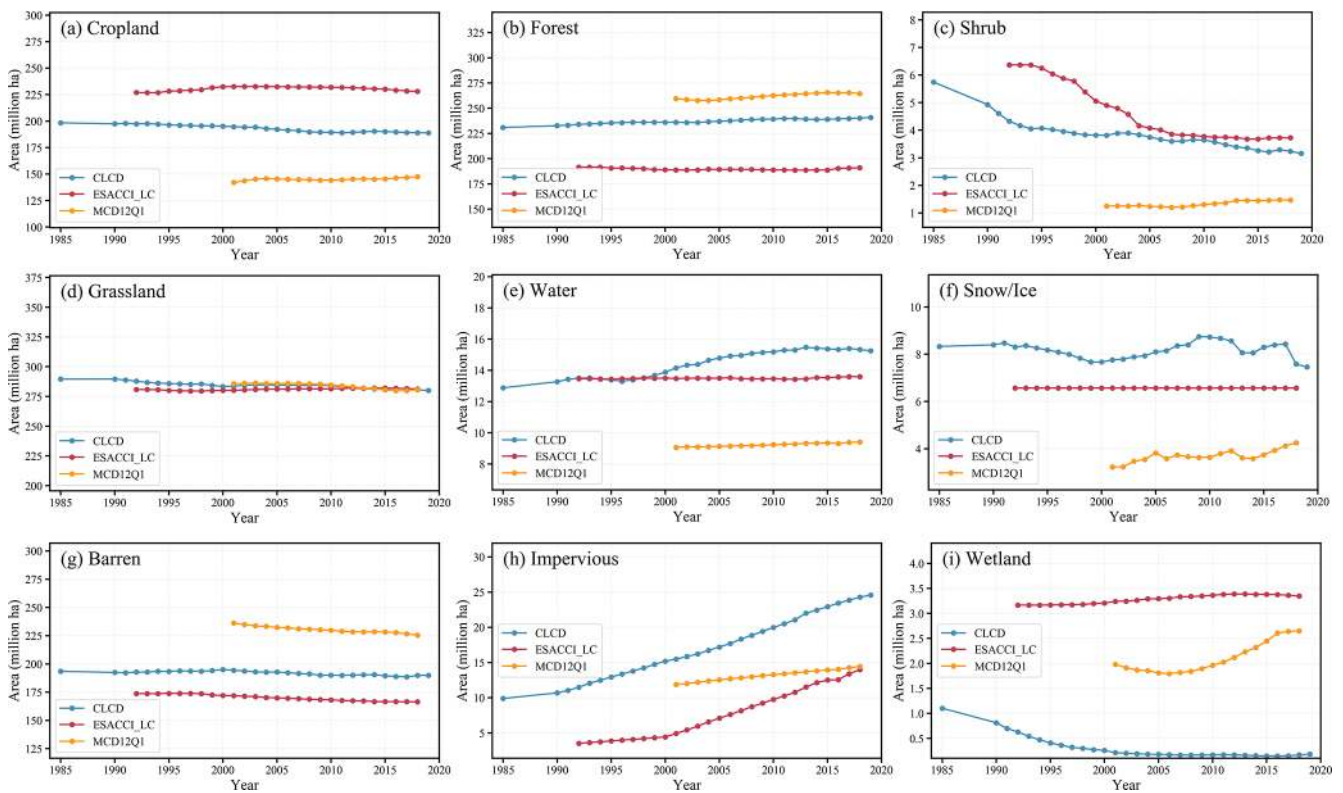 (a) Cropland
300
275
250
225
200
175
150
125
100
Area (million ha)
CLCD
ESACCI_LC
MCD12Q1
1985 1990 1995 2000 2005 2010 2015 2020
Year
(b) Forest
325
300
275
250
225
200
175
150
Area (million ha)
CLCD
ESACCI_LC
MCD12Q1
1985 1990 1995 2000 2005 2010 2015 2020
Year
(c) Shrub
8
7
6
5
4
3
2
1
Area (million ha)
CLCD
ESACCI_LC
MCD12Q1
1985 1990 1995 2000 2005 2010 2015 2020
Year
(d) Grassland
375
350
325
300
275
250
225
200
Area (million ha)
CLCD
ESACCI_LC
MCD12Q1
1985 1990 1995 2000 2005 2010 2015 2020
Year
(e) Water
20
18
16
14
12
10
8
Area (million ha)
CLCD
ESACCI_LC
MCD12Q1
1985 1990 1995 2000 2005 2010 2015 2020
Year
(f) Snow/Ice
10
8
6
4
Area (million ha)
CLCD
ESACCI_LC
MCD12Q1
1985 1990 1995 2000 2005 2010 2015 2020
Year
(g) Barren
300
275
250
225
200
175
150
125
Area (million ha)
CLCD
ESACCI_LC
MCD12Q1
1985 1990 1995 2000 2005 2010 2015 2020
Year
(h) Impervious
30
25
20
15
10
5
Area (million ha)
CLCD
ESACCI_LC
MCD12Q1
1985 1990 1995 2000 2005 2010 2015 2020
Year
(i) Wetland
4.0
3.5
3.0
2.5
2.0
1.5
1.0
0.5
Area (million ha)
CLCD
ESACCI_LC
MCD12Q1
1985 1990 1995 2000 2005 2010 2015 2020
Year